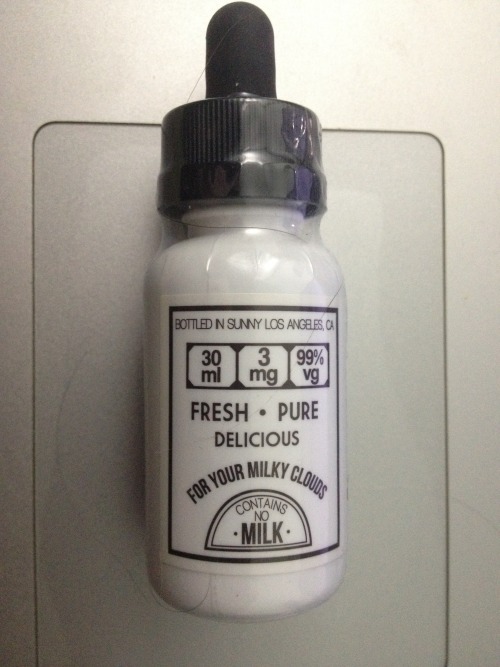 BOTTLED IN SUNNY LOS ANGELES, CA
30 ml
3 mg
99% vg
FRESH • PURE
DELICIOUS
FOR YOUR MILKY CLOUDS
CONTAINS
NO
·MILK·